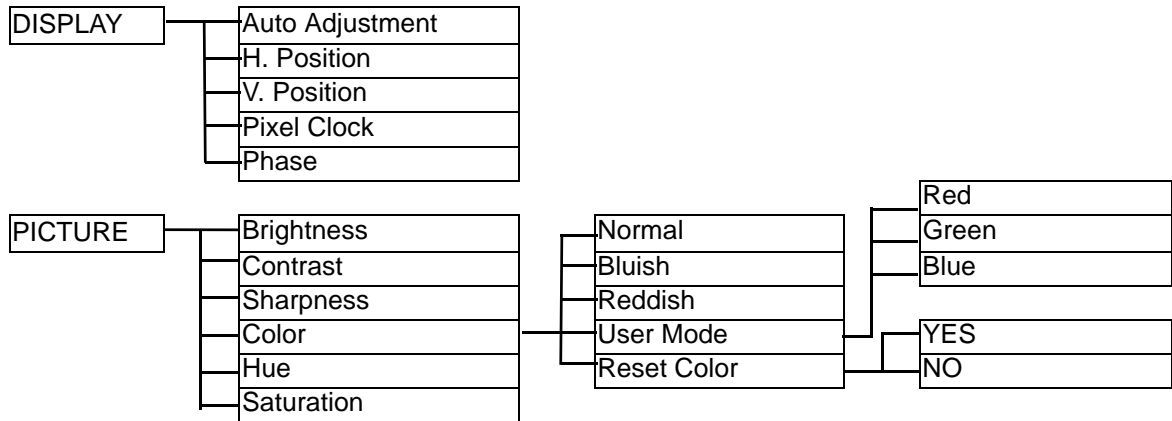 DISPLAY
Auto Adjustment
H. Position
V. Position
Pixel Clock
Phase
PICTURE
Brightness
Contrast
Sharpness
Color
Hue
Saturation
Normal
Bluish
Reddish
User Mode
Reset Color
Red
Green
Blue
YES
NO